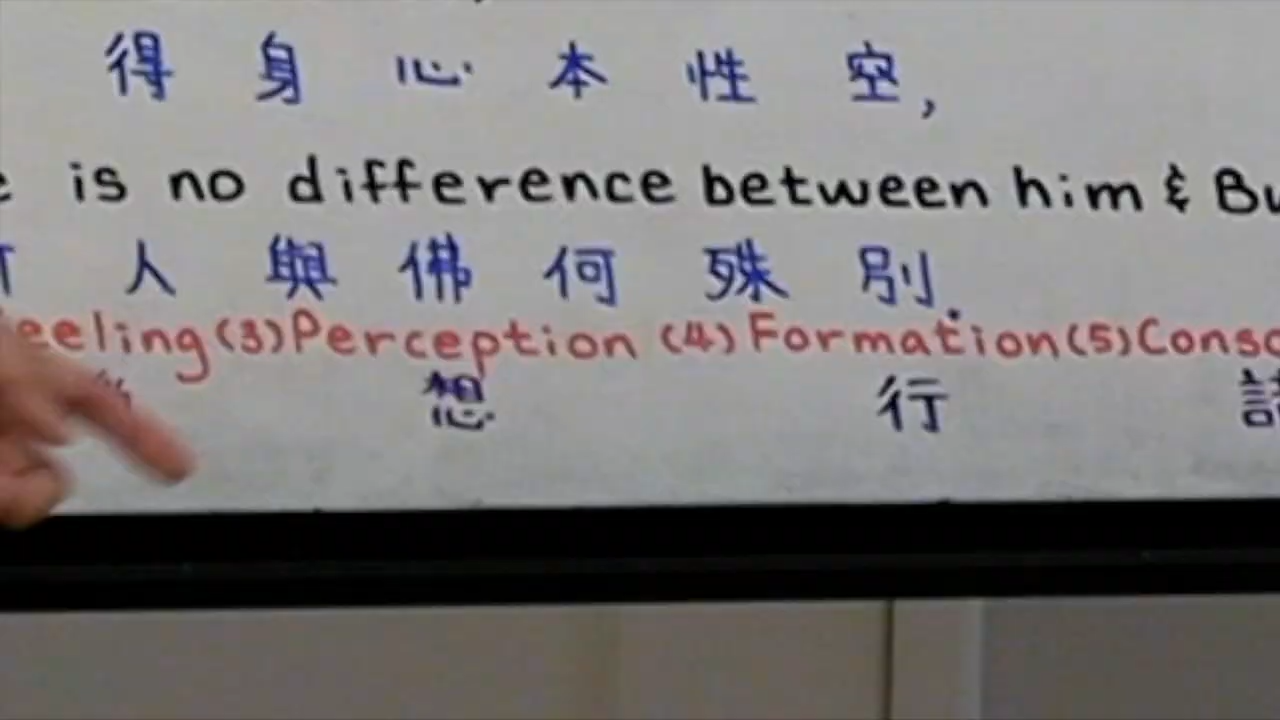 得身心本性空,
is no difference between him & Bu
人與佛何殊別.
eeling (3) Perception (4) Formation (5) Consc
想 行